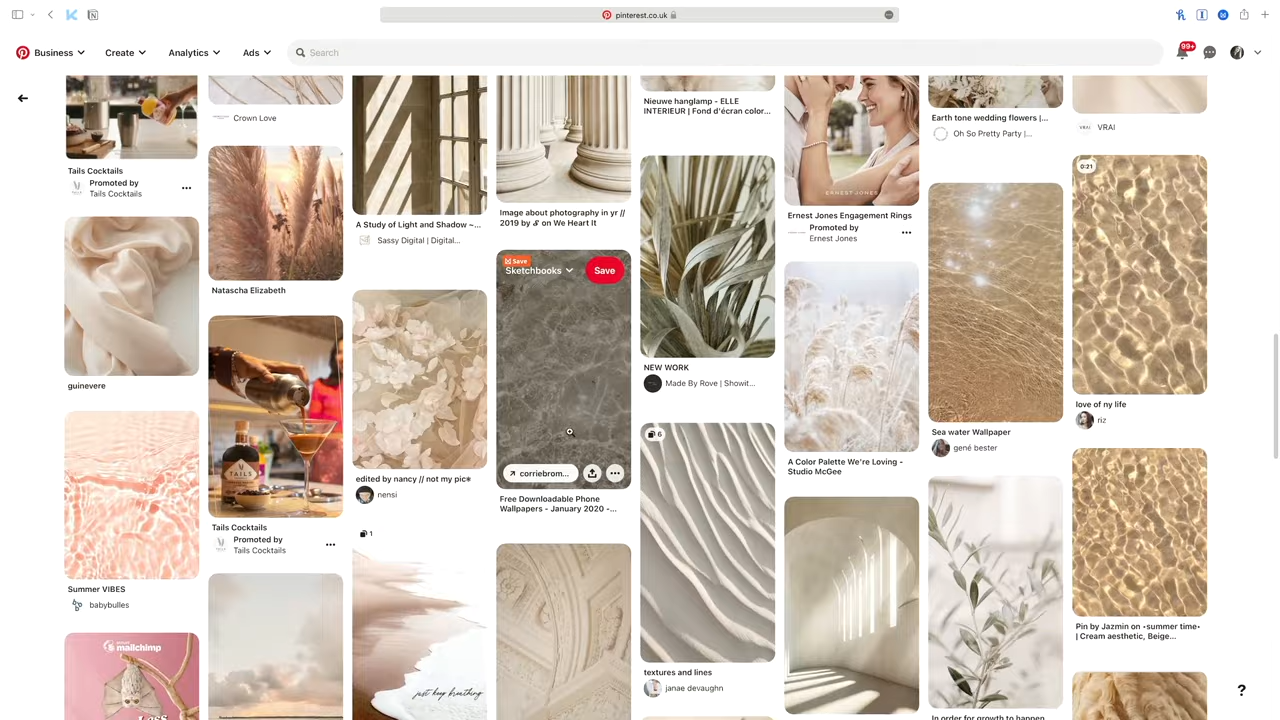 pinterest.co.uk
Business
Create
Analytics
Ads
Search
99+
Tails Cocktails
Promoted by
Tails Cocktails
guinevere
Summer VIBES
babybulles
mailchimp
Less
Crown Love
Natascha Elizabeth
TAILS
Tails Cocktails
Promoted by
Tails Cocktails
A Study of Light and Shadow ~...
Sassy Digital | Digital...
edited by nancy // not my pic*
nensi
1
just keep breathing
Image about photography in yr //
2019 by 𝓈 on We Heart It
Save
Sketchbooks
Save
corriebrom...
Free Downloadable Phone
Wallpapers - January 2020 -...
Nieuwe hanglamp - ELLE
INTERIEUR | Fond d'écran color...
NEW WORK
Made By Rove | Showit...
6
textures and lines
janae devaughn
ERNEST JONES
Ernest Jones Engagement Rings
Promoted by
Ernest Jones
A Color Palette We're Loving -
Studio McGee
Earth tone wedding flowers |...
Oh So Pretty Party |...
Sea water Wallpaper
gené bester
In order for growth to happen
VRAI
VRAI
0:21
love of ny life
riz
Pin by Jazmin on •summer time•
| Cream aesthetic, Beige...
?